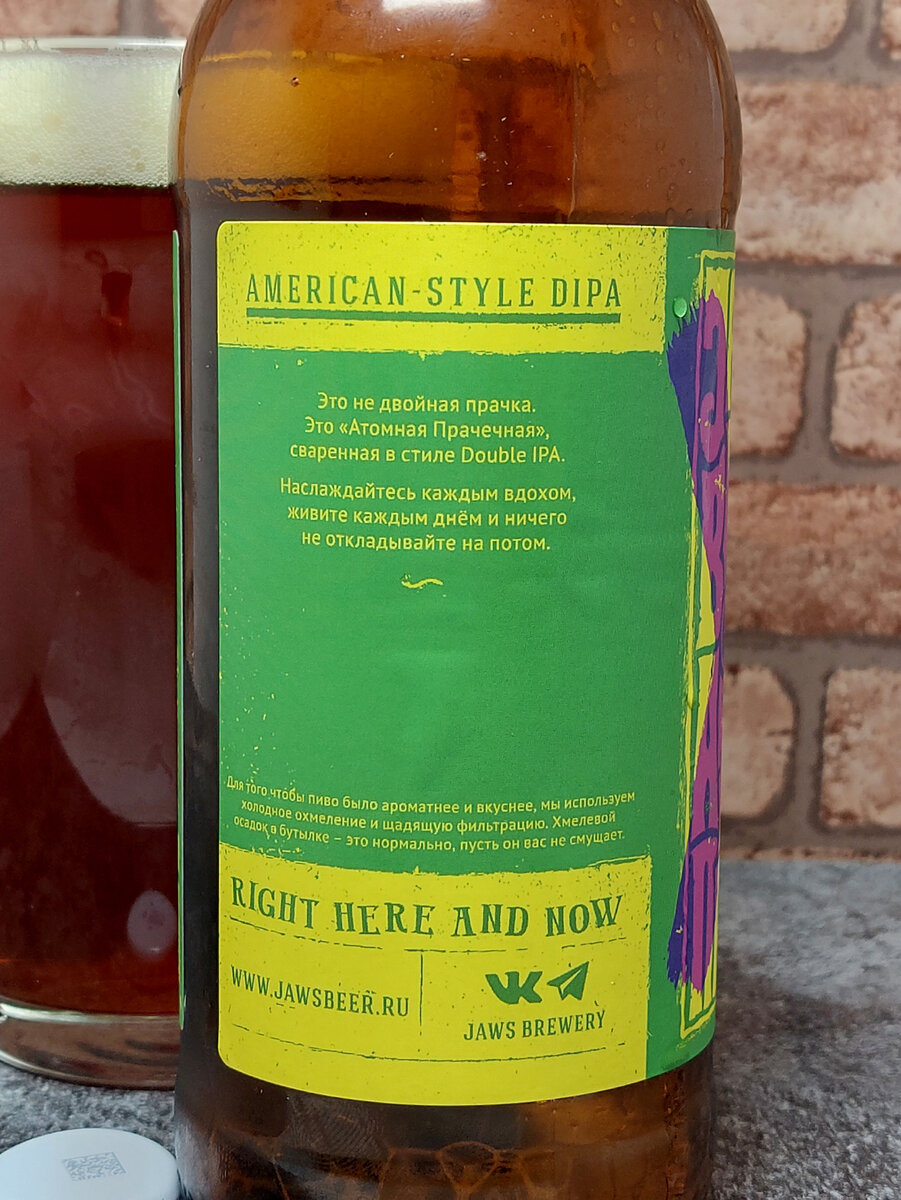 AMERICAN-STYLE DIPA
Это не двойная прачка.
Это «Атомная Прачечная»,
сваренная в стиле Double IPA.
Наслаждайтесь каждым вдохом,
живите каждым днём и ничего
не откладывайте на потом.
Для того чтобы пиво было ароматнее и вкуснее, мы используем
холодное охмеление и щадящую фильтрацию. Хмелевой
осадок в бутылке – это нормально, пусть он вас не смущает.
RIGHT HERE AND NOW
WWW.JAWSBEER.RU
JAWS BREWERY